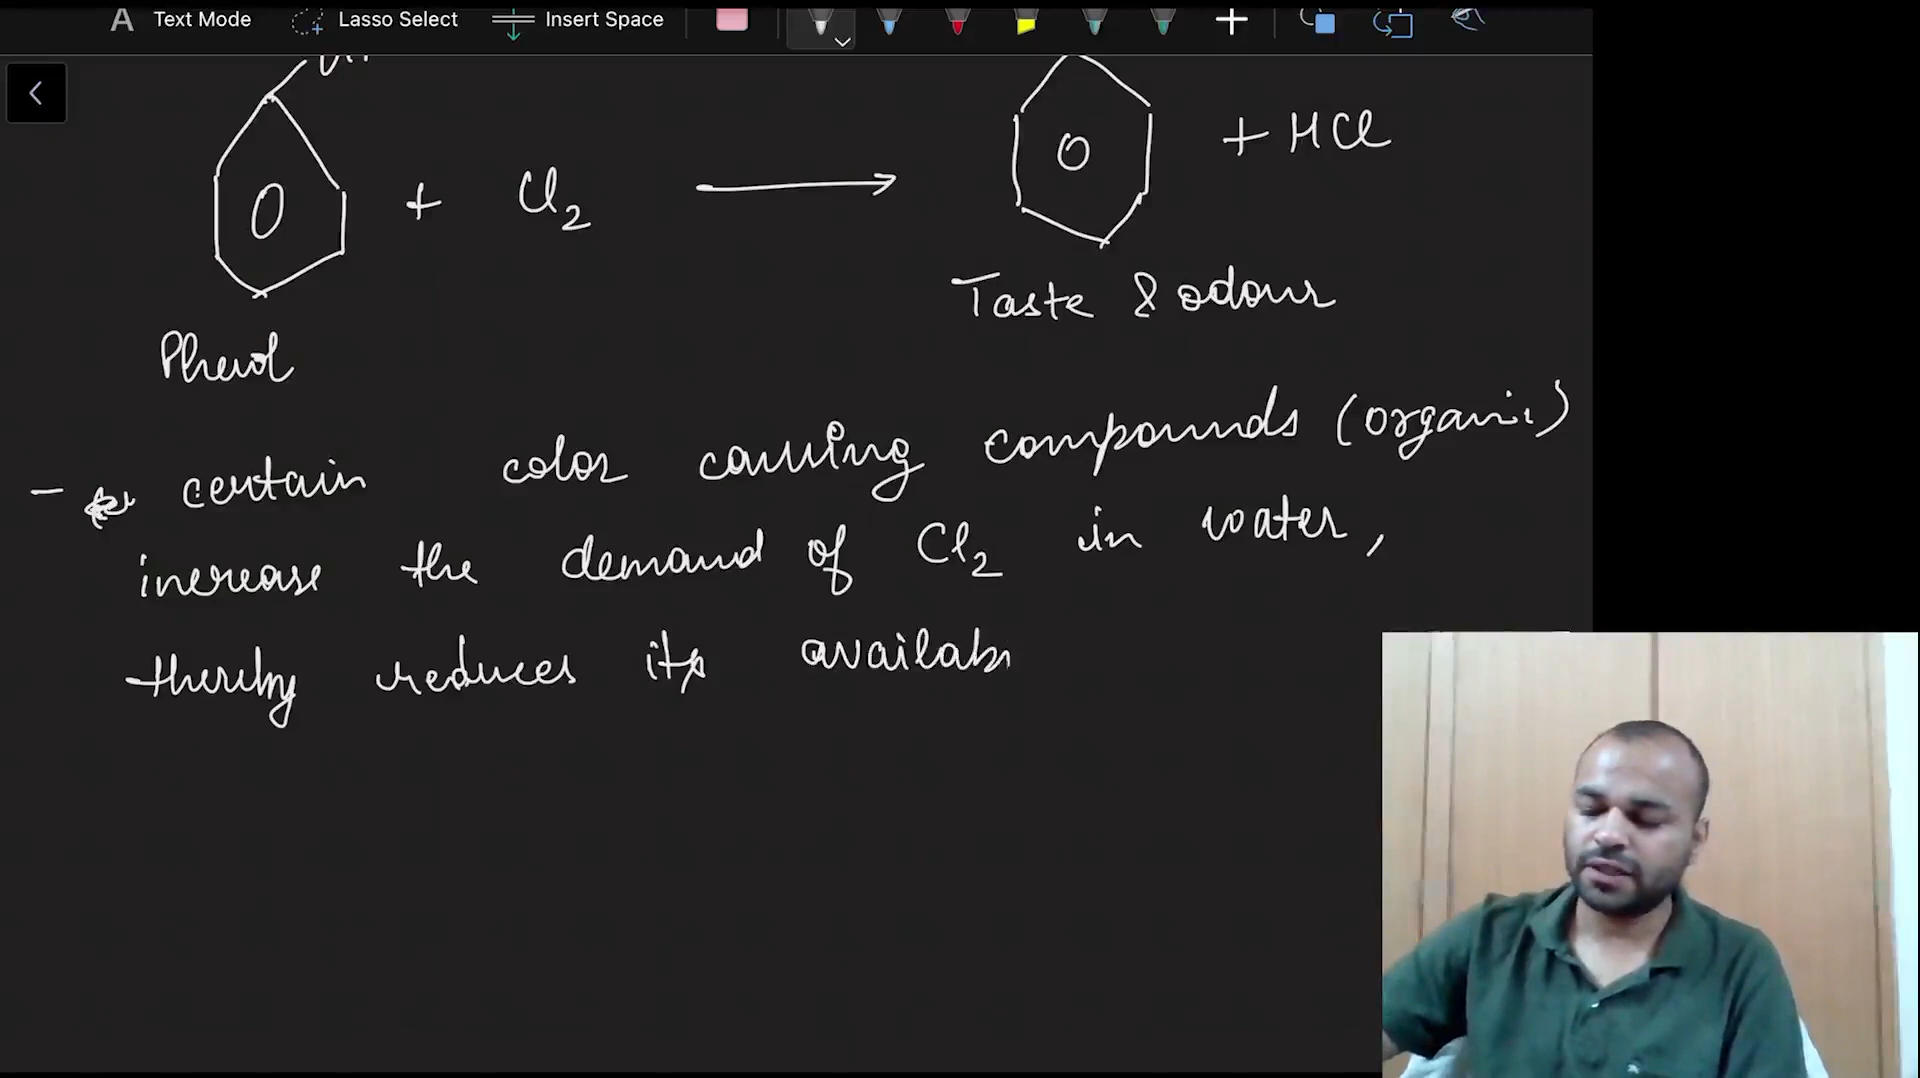 Text Mode Lasso Select Insert Space
+ Cl2 + HCl
Taste & odour
Phenol
- certain color causing compounds (organic)
increase the demand of Cl2 in water,
thereby reduces its availab